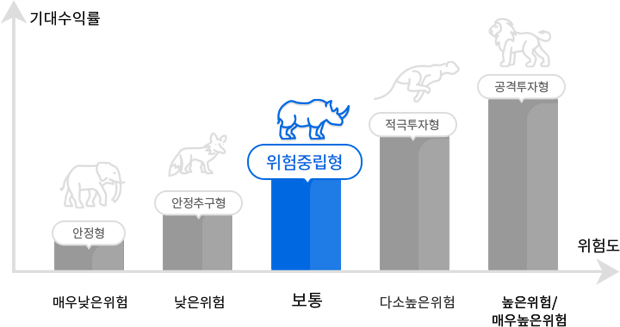 기대수익률
공격투자형
적극투자형
위험중립형
안정추구형
안정형
위험도
매우낮은위험
낮은위험
보통
다소높은위험
높은위험/
매우높은위험